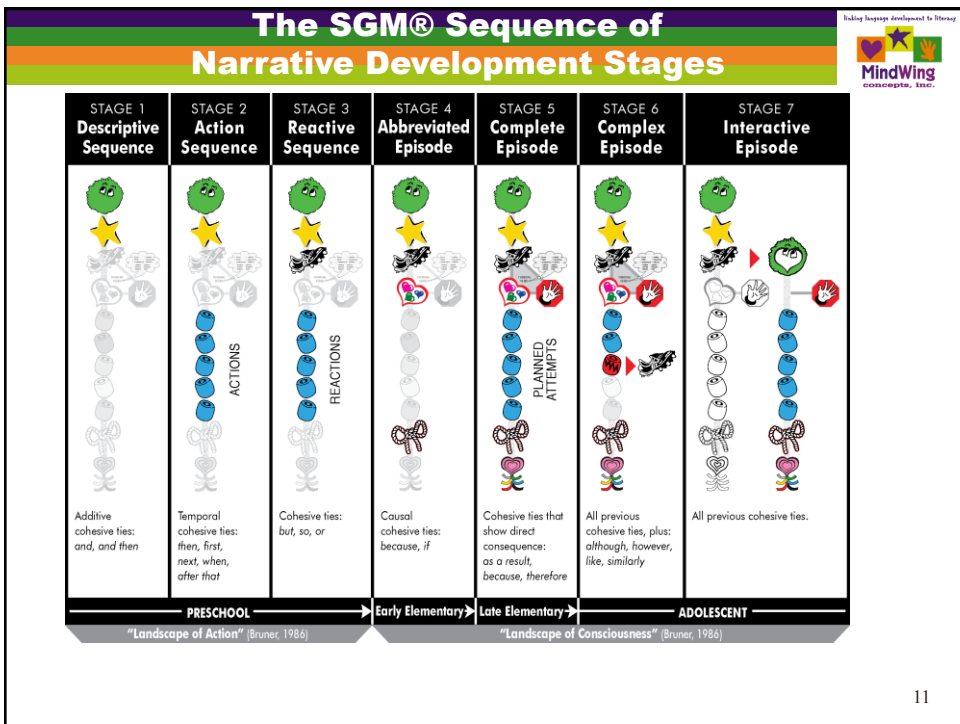 The SGM® Sequence of
Narrative Development Stages
linking language development to literacy
MindWing
concepts, inc.
STAGE 1
Descriptive
Sequence
STAGE 2
Action
Sequence
STAGE 3
Reactive
Sequence
STAGE 4
Abbreviated
Episode
STAGE 5
Complete
Episode
STAGE 6
Complex
Episode
STAGE 7
Interactive
Episode
ACTIONS
REACTIONS
PLANNED
ATTEMPTS
Additive
cohesive ties:
and, and then
Temporal
cohesive ties:
then, first,
next, when,
after that
Cohesive ties:
but, so, or
Causal
cohesive ties:
because, if
Cohesive ties that
show direct
consequence:
as a result,
because, therefore
All previous
cohesive ties, plus:
although, however,
like, similarly
All previous cohesive ties.
PRESCHOOL
Early Elementary
Late Elementary
ADOLESCENT
"Landscape of Action" (Bruner, 1986)
"Landscape of Consciousness" (Bruner, 1986)
11